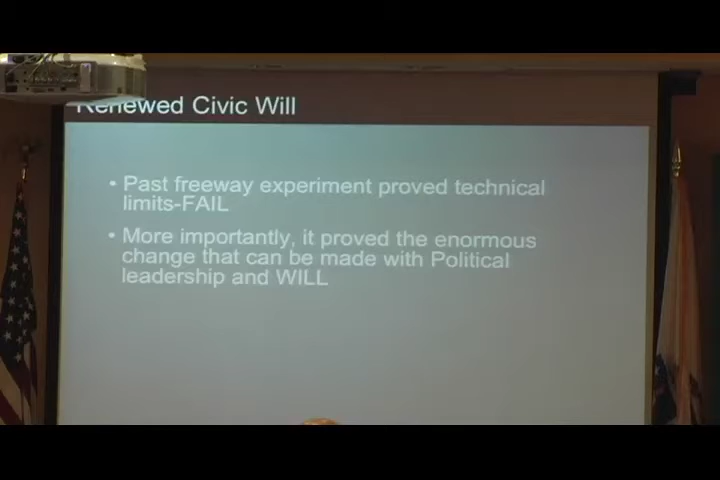 Renewed Civic Will
• Past freeway experiment proved technical
limits-FAIL
• More importantly, it proved the enormous
change that can be made with Political
leadership and WILL